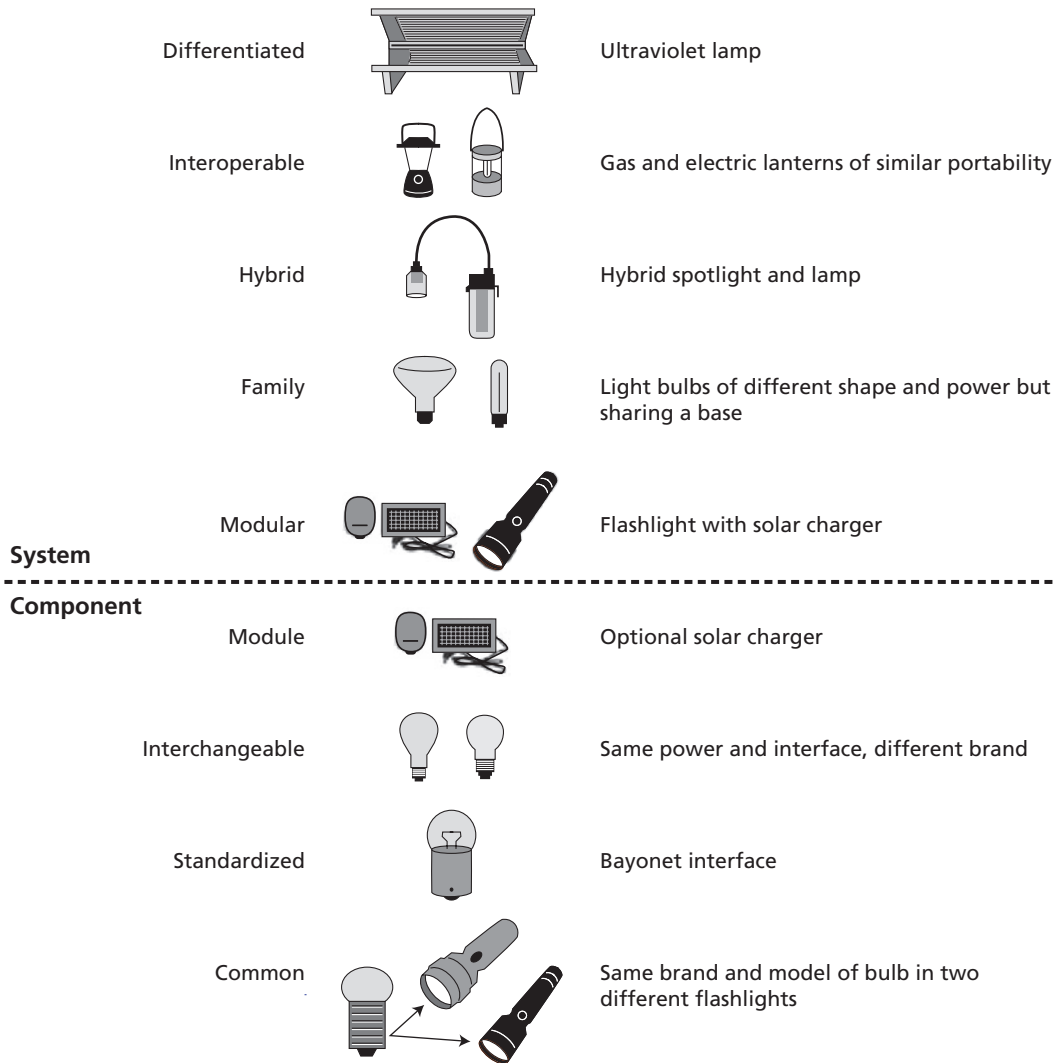 Differentiated
Ultraviolet lamp
Interoperable
Gas and electric lanterns of similar portability
Hybrid
Hybrid spotlight and lamp
Family
Light bulbs of different shape and power but
sharing a base
Modular
Flashlight with solar charger
System
Component
Module
Optional solar charger
Interchangeable
Same power and interface, different brand
Standardized
Bayonet interface
Common
Same brand and model of bulb in two
different flashlights